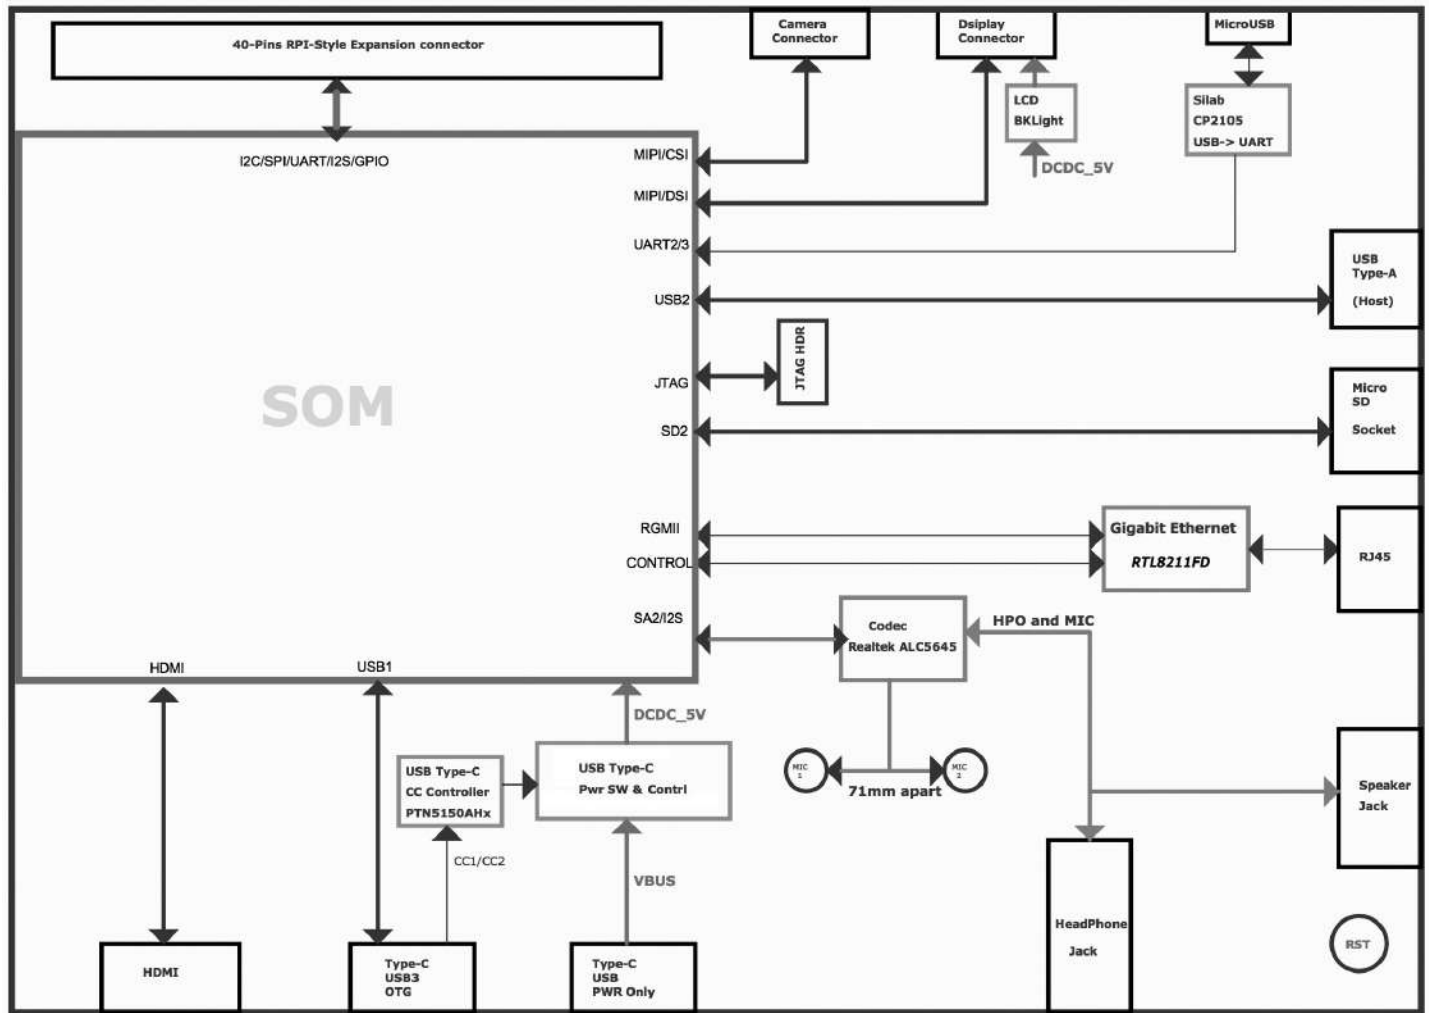 40-Pins RPI-Style Expansion connector
Camera
Connector
Dsiplay
Connector
MicroUSB
LCD
BKLight
Silab
CP2105
USB-> UART
I2C/SPI/UART/I2S/GPIO
MIPI/CSI
DCDC_5V
MIPI/DSI
UART2/3
USB
Type-A
(Host)
USB2
JTAG HDR
JTAG
SOM
Micro
SD
Socket
SD2
RGMII
Gigabit Ethernet
RTL8211FD
RJ45
CONTROL
SA2/I2S
Codec
Realtek ALC5645
HPO and MIC
HDMI
USB1
DCDC_5V
USB Type-C
CC Controller
PTN5150AHx
USB Type-C
Pwr SW & Contrl
MIC
1
MIC
2
71mm apart
Speaker
Jack
CC1/CC2
VBUS
HeadPhone
Jack
RST
HDMI
Type-C
USB3
OTG
Type-C
USB
PWR Only